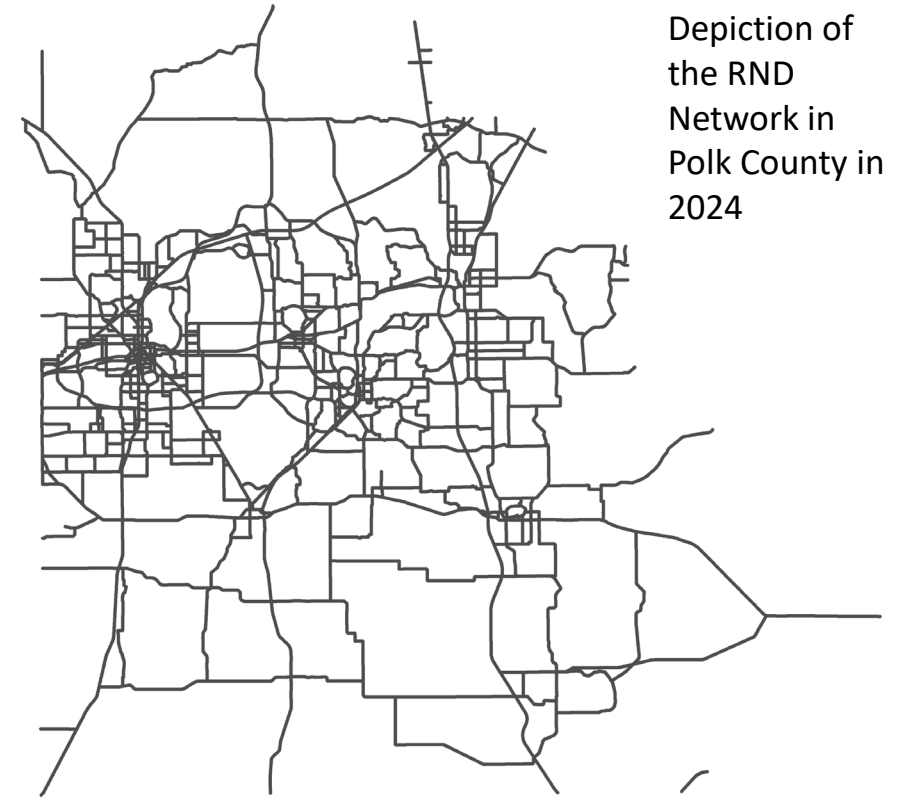 Depiction of
the RND
Network in
Polk County in
2024